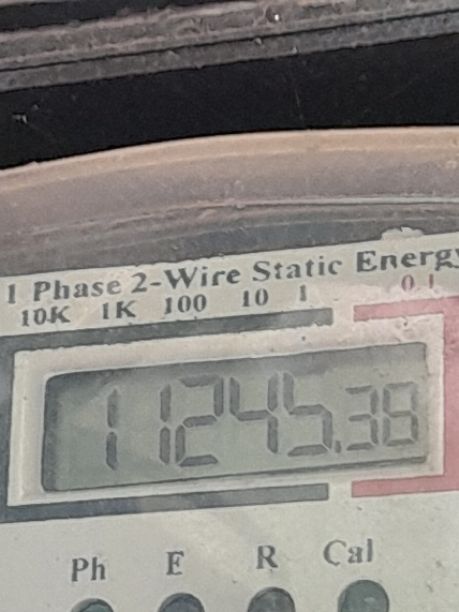 1 Phase 2-Wire Static Energy
10K 1K 100 10 1 0.1
11245.38
Ph E R Cal